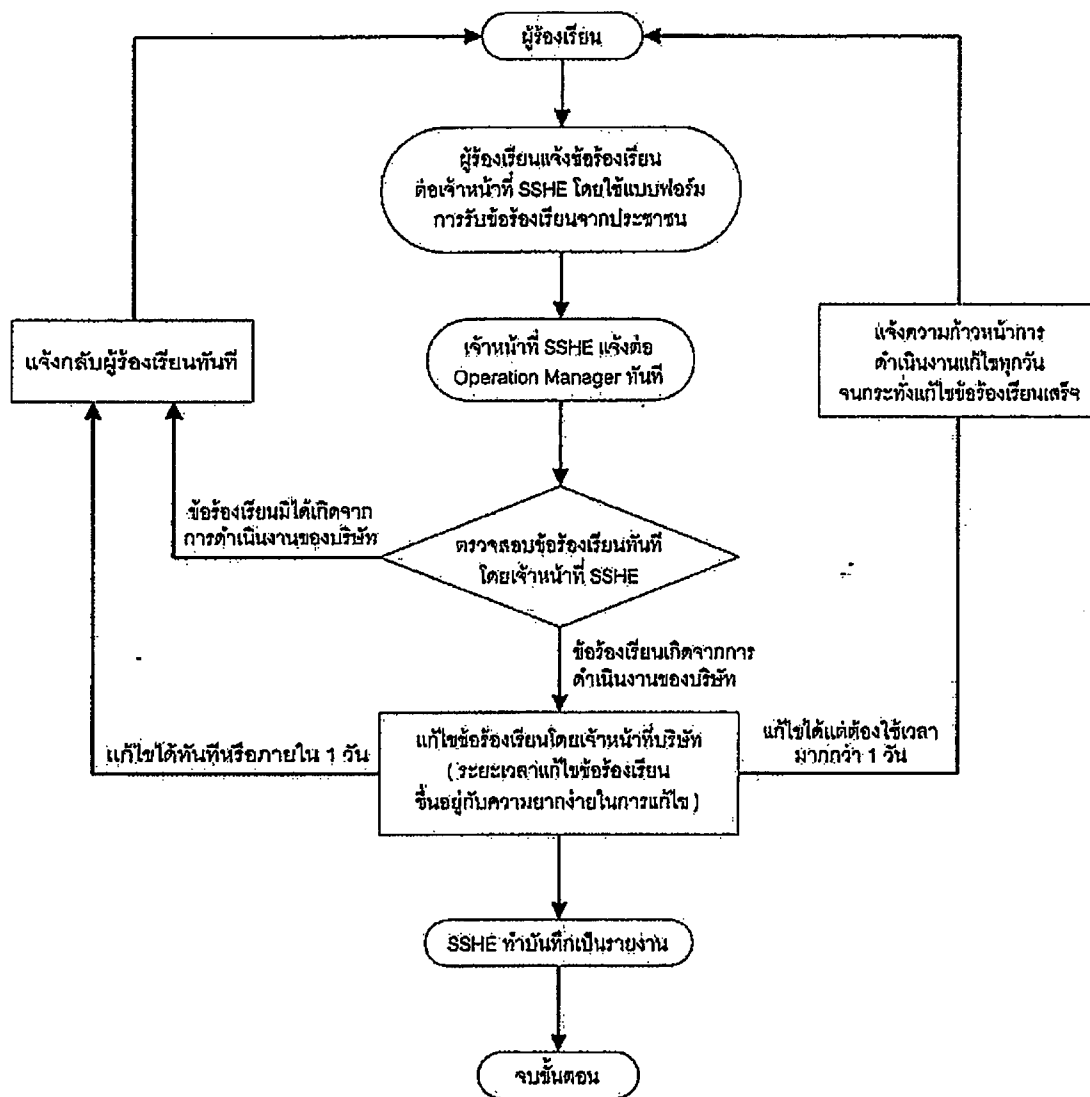 ผู้ร้องเรียน
ผู้ร้องเรียนแจ้งข้อร้องเรียน
ต่อเจ้าหน้าที่ SSHE โดยใช้แบบฟอร์ม
การรับข้อร้องเรียนจากประชาชน
แจ้งกลับผู้ร้องเรียนทันที
เจ้าหน้าที่ SSHE แจ้งต่อ
Operation Manager ทันที
แจ้งความก้าวหน้าการ
ดำเนินงานแก้ไขทุกวัน
จนกระทั่งแก้ไขข้อร้องเรียนเสร็จ
ข้อร้องเรียนมิได้เกิดจาก
การดำเนินงานของบริษัท
ตรวจสอบข้อร้องเรียนทันที
โดยเจ้าหน้าที่ SSHE
ข้อร้องเรียนเกิดจากการ
ดำเนินงานของบริษัท
แก้ไขได้ทันทีหรือภายใน 1 วัน
แก้ไขข้อร้องเรียนโดยเจ้าหน้าที่บริษัท
( ระยะเวลาแก้ไขข้อร้องเรียน
ขึ้นอยู่กับความยากง่ายในการแก้ไข )
แก้ไขได้แต่ต้องใช้เวลา
มากกว่า 1 วัน
SSHE ทำบันทึกเป็นรายงาน
จบขั้นตอน